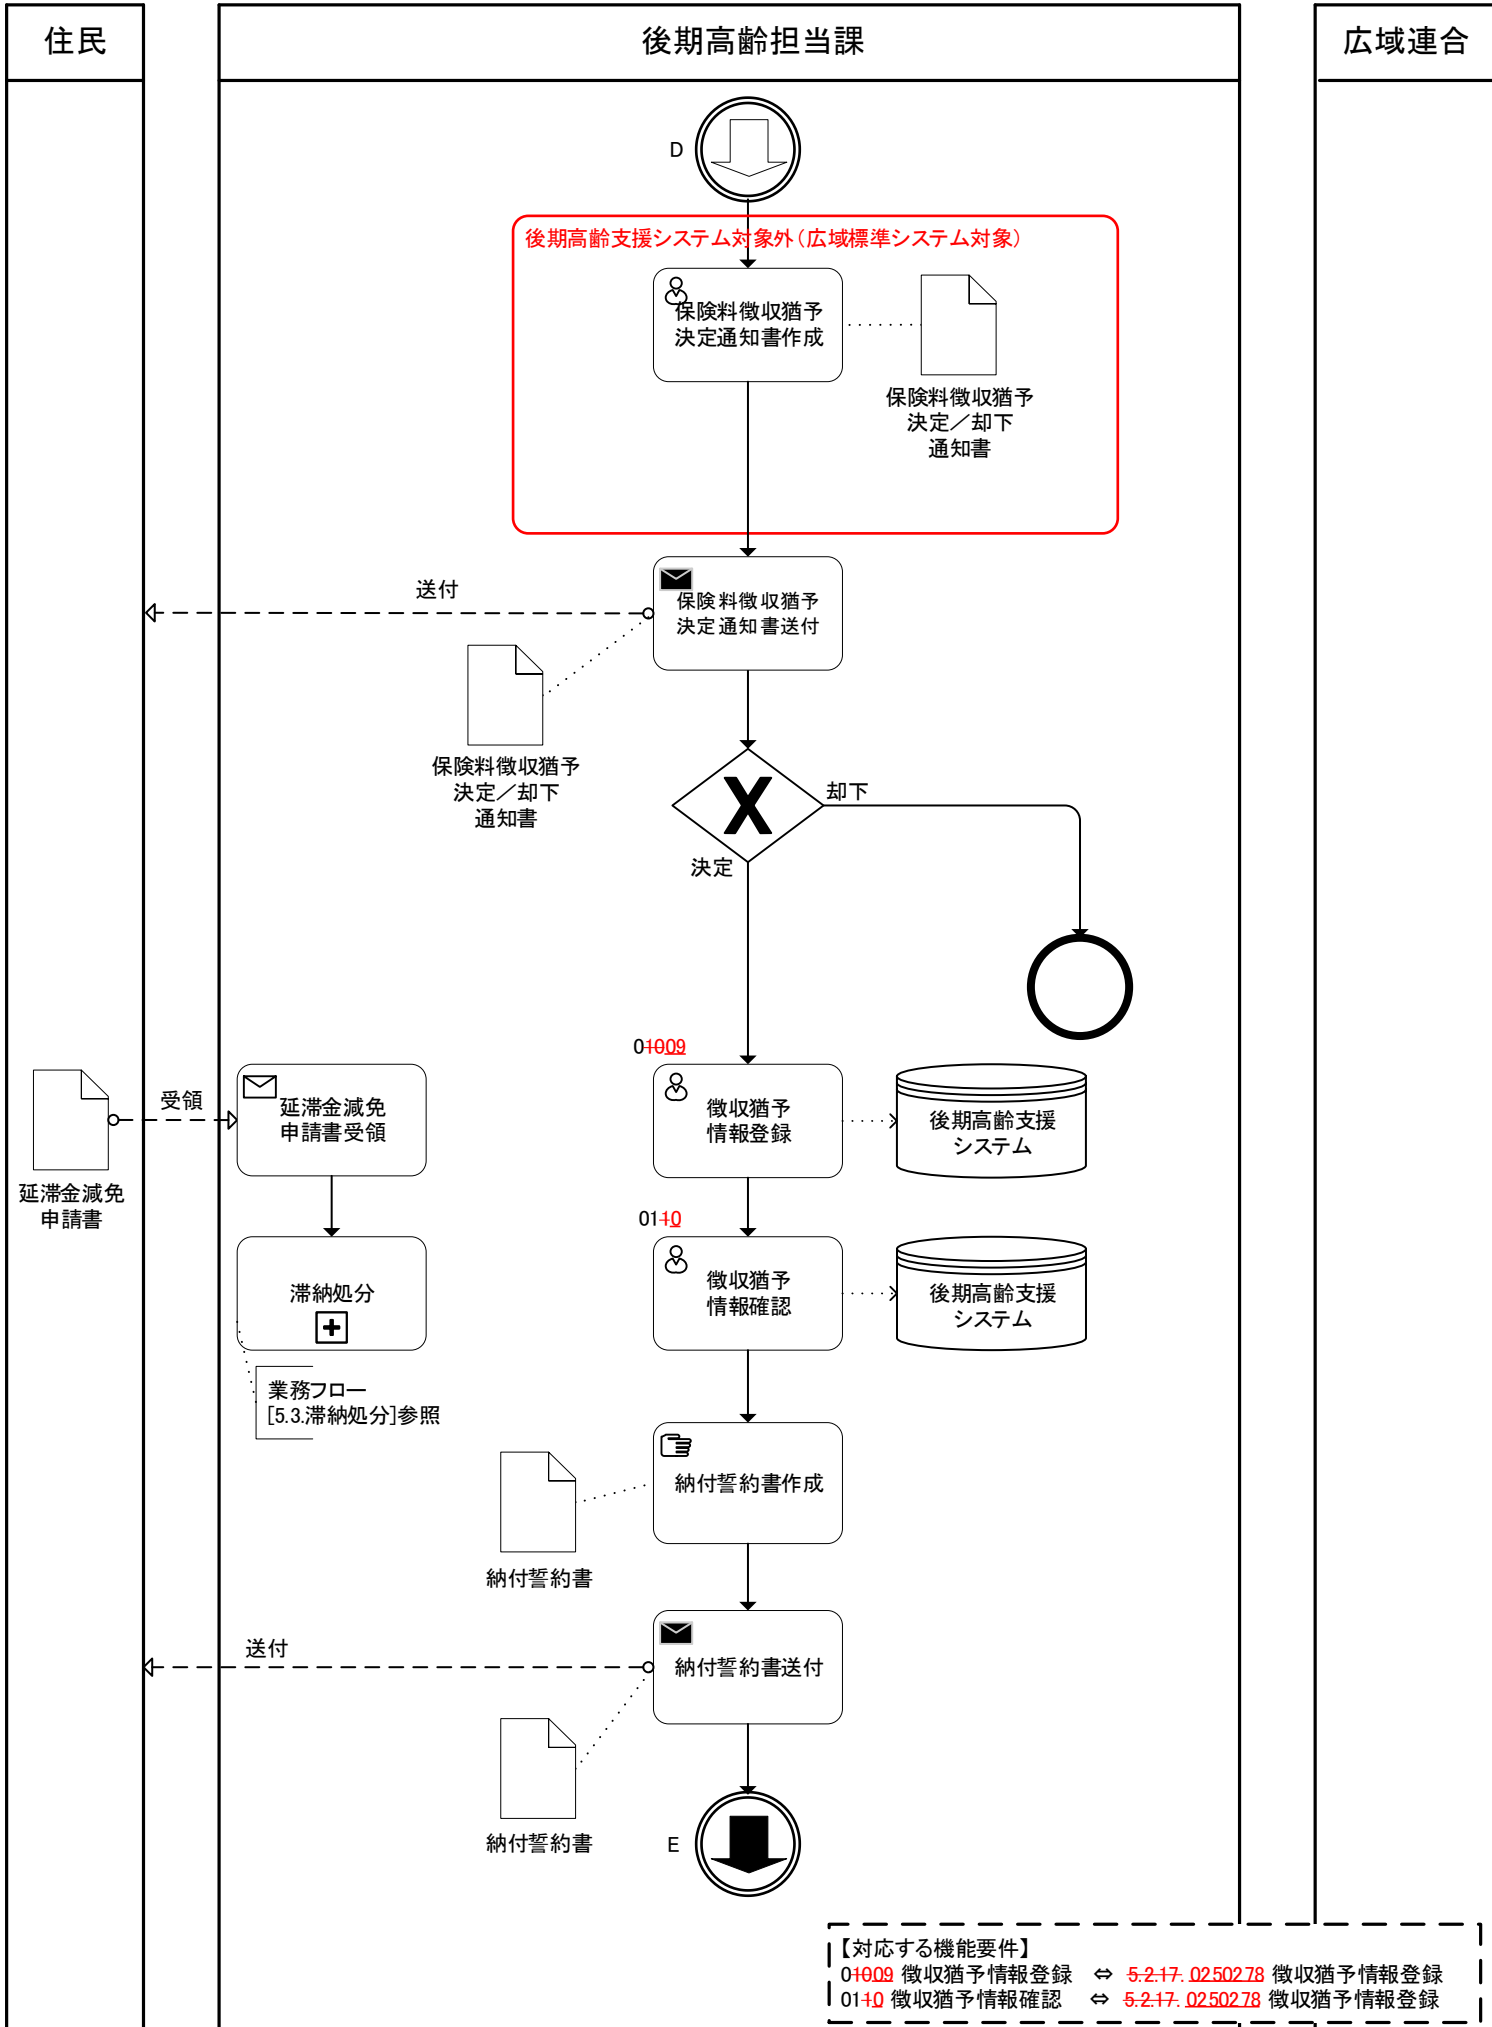 住民
後期高齢担当課
広域連合
D
後期高齢支援システム対象外（広域標準システム対象）
保険料徴収猶予
決定通知書作成
保険料徴収猶予
決定／却下
通知書
送付
保険料徴収猶予
決定通知書送付
保険料徴収猶予
決定／却下
通知書
却下
決定
01009
受領
延滞金減免
申請書受領
徴収猶予
情報登録
後期高齢支援
システム
延滞金減免
申請書
0110
滞納処分
徴収猶予
情報確認
後期高齢支援
システム
業務フロー
[5.3.滞納処分]参照
納付誓約書作成
納付誓約書
送付
納付誓約書送付
納付誓約書
E
【対応する機能要件】
01009 徴収猶予情報登録 ⇔ 5.2.17. 0250278 徴収猶予情報登録
0110 徴収猶予情報確認 ⇔ 5.2.17. 0250278 徴収猶予情報登録